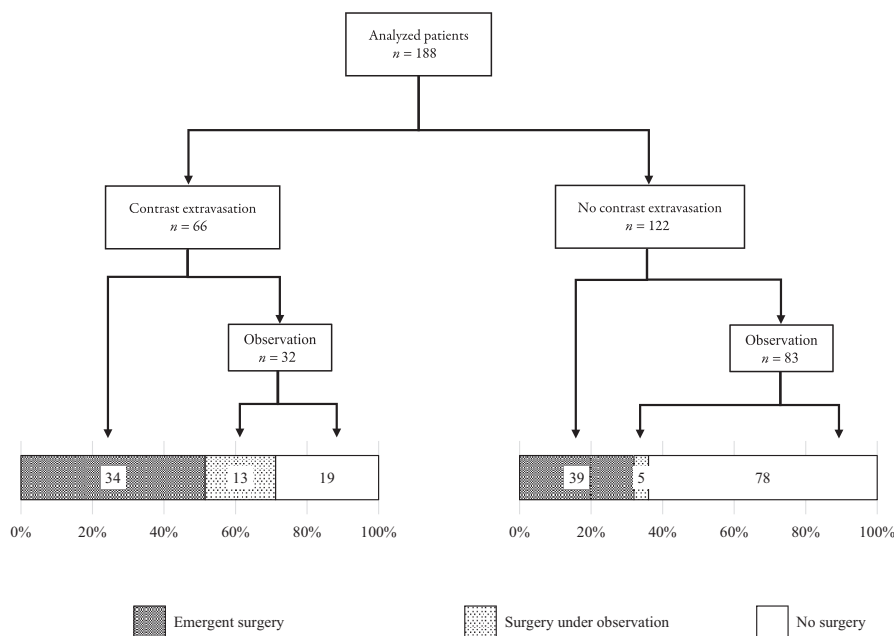 Analyzed patients
n = 188
Contrast extravasation
n = 66
No contrast extravasation
n = 122
Observation
n = 32
Observation
n = 83
34
13
19
39
5
78
0% 20% 40% 60% 80% 100%
0% 20% 40% 60% 80% 100%
Emergent surgery
Surgery under observation
No surgery